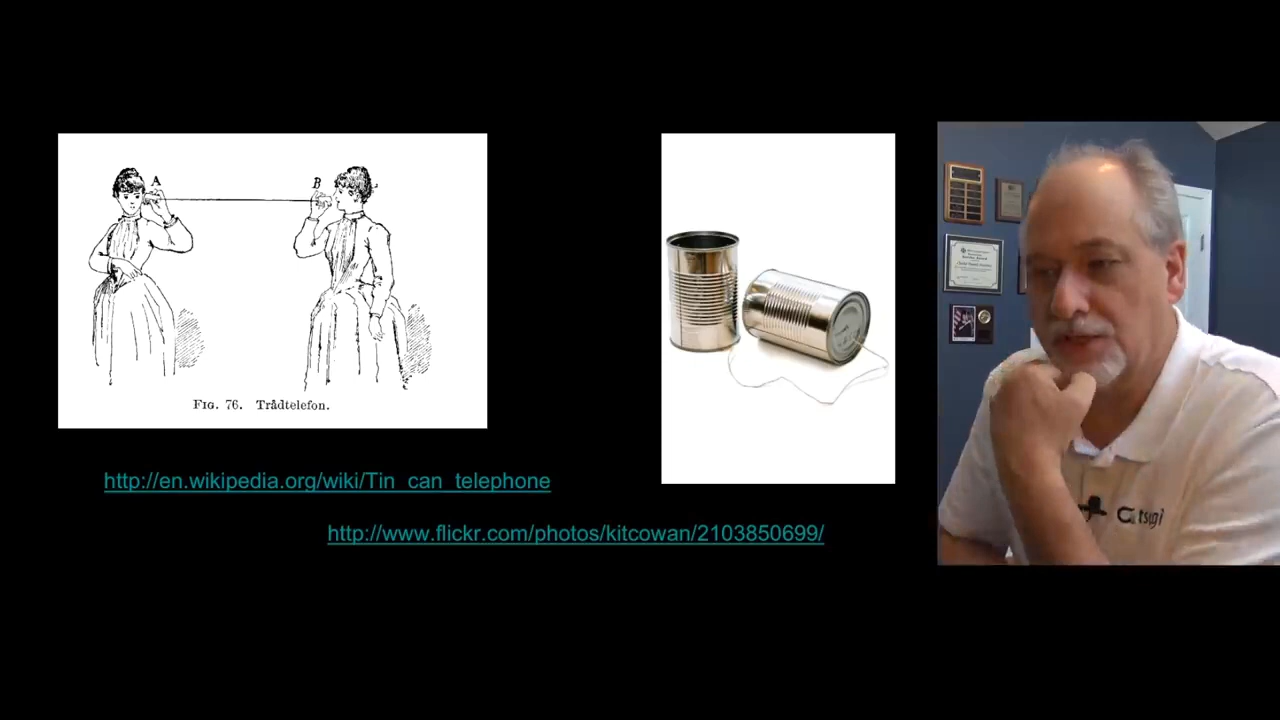 A
B
FIG. 76. Trådtelefon.
http://en.wikipedia.org/wiki/Tin_can_telephone
http://www.flickr.com/photos/kitcowan/2103850699/